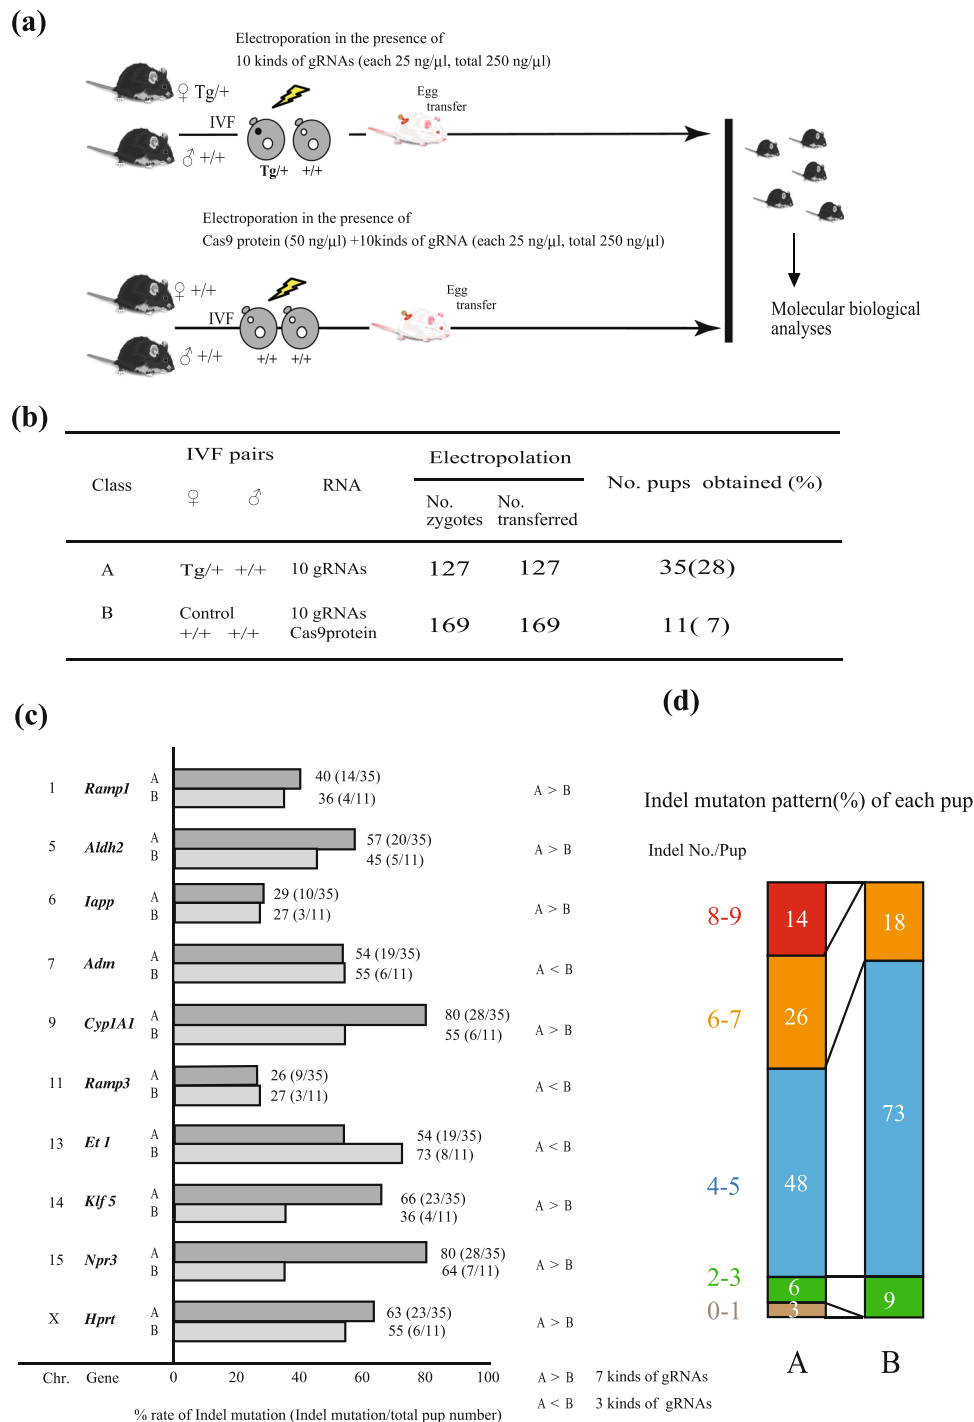 (a)
Electroporation in the presence of
10 kinds of gRNAs (each 25 ng/μl, total 250 ng/μl)
♀ Tg/+
IVF
♂ +/+
Tg/+ +/+
Egg
transfer
Electroporation in the presence of
Cas9 protein (50 ng/μl) +10kinds of gRNA (each 25 ng/μl, total 250 ng/μl)
♀ +/+
IVF
♂ +/+
+/+ +/+
Egg
transfer
Molecular biological
analyses
(b)
Class IVF pairs RNA Electropolation No. pups obtained (%)
♀ ♂ No. zygotes No. transferred
A Tg/+ +/+ 10 gRNAs 127 127 35(28)
B Control +/+ +/+ 10 gRNAs Cas9protein 169 169 11( 7)
(c)
1 Ramp1 A 40 (14/35) A > B
B 36 (4/11)
5 Aldh2 A 57 (20/35) A > B
B 45 (5/11)
6 Iapp A 29 (10/35) A > B
B 27 (3/11)
7 Adm A 54 (19/35) A < B
B 55 (6/11)
9 Cyp1A1 A 80 (28/35) A > B
B 55 (6/11)
11 Ramp3 A 26 (9/35) A < B
B 27 (3/11)
13 Et 1 A 54 (19/35) A < B
B 73 (8/11)
14 Klf 5 A 66 (23/35) A > B
B 36 (4/11)
15 Npr3 A 80 (28/35) A > B
B 64 (7/11)
X Hprt A 63 (23/35) A > B
B 55 (6/11)
Chr. Gene 0 20 40 60 80 100
% rate of Indel mutation (Indel mutation/total pup number)
A > B 7 kinds of gRNAs
A < B 3 kinds of gRNAs
(d)
Indel mutaton pattern(%) of each pup
Indel No./Pup
8-9 14 18
6-7 26
4-5 48 73
2-3 6 9
0-1 3
A B